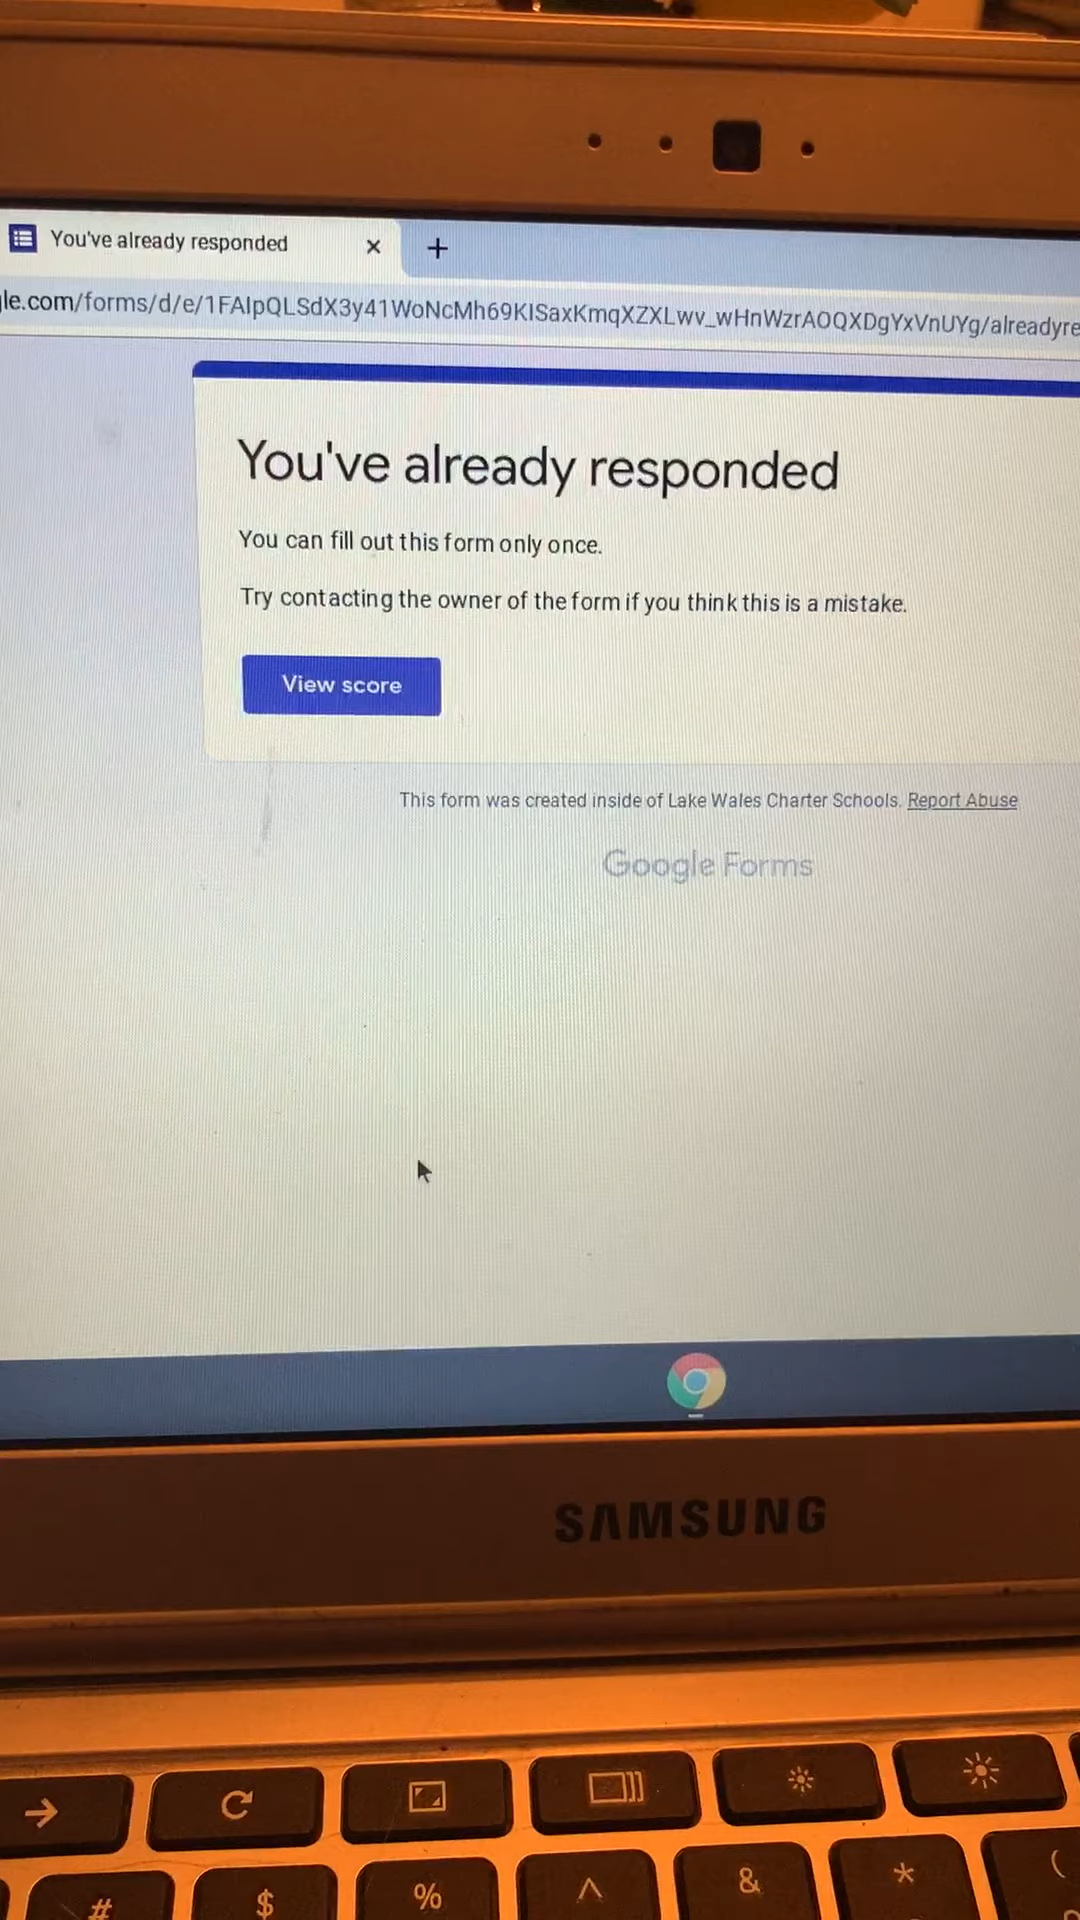 You've already responded
le.com/forms/d/e/1FAIpQLSdX3y41WoNcMh69KISaxKmqXZXLwv_wHnWzrAOQXDgYxVnUYg/alreadyre
You've already responded
You can fill out this form only once.
Try contacting the owner of the form if you think this is a mistake.
View score
This form was created inside of Lake Wales Charter Schools. Report Abuse
Google Forms
SAMSUNG
# $ % ^ & * (